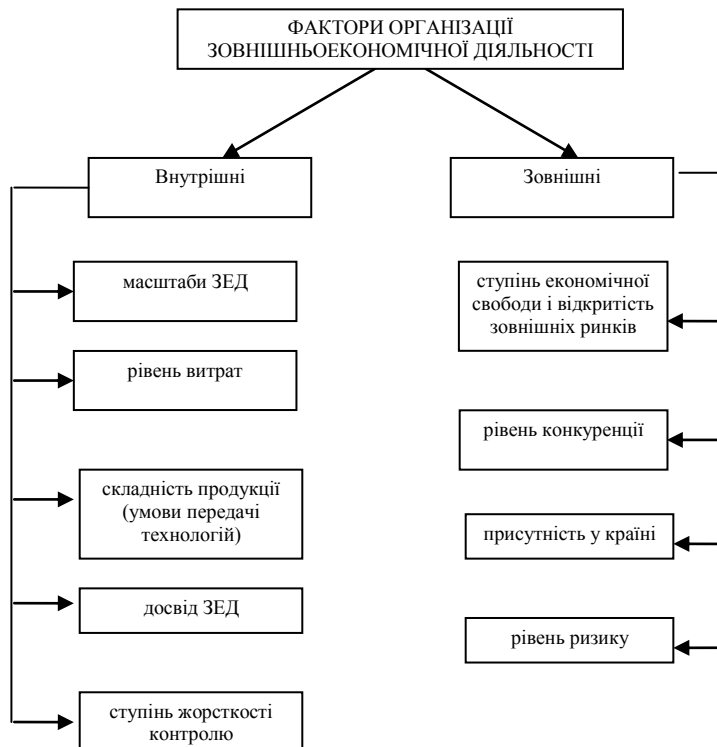 ФАКТОРИ ОРГАНІЗАЦІЇ
ЗОВНІШНЬОЕКОНОМІЧНОЇ ДІЯЛЬНОСТІ
Внутрішні
масштаби ЗЕД
рівень витрат
складність продукції
(умови передачі
технологій)
досвід ЗЕД
ступінь жорсткості
контролю
Зовнішні
ступінь економічної
свободи і відкритість
зовнішніх ринків
рівень конкуренції
присутність у країні
рівень ризику